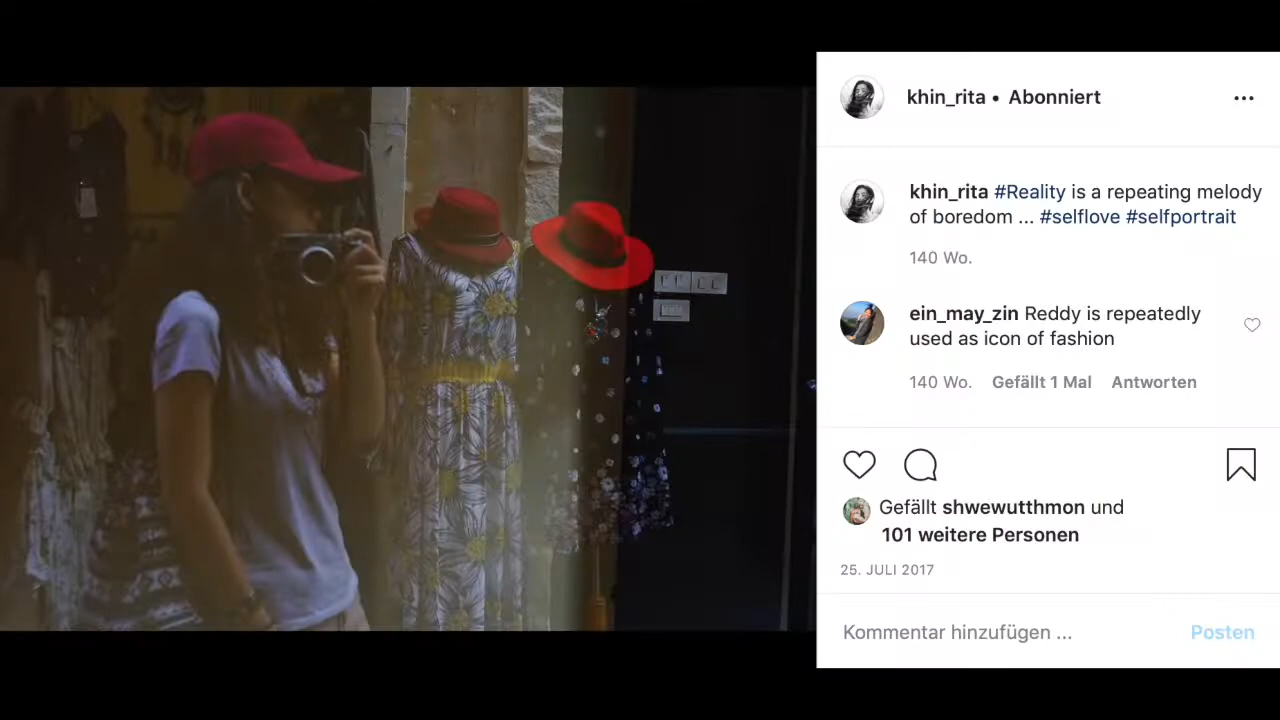 khin_rita • Abonniert
khin_rita #Reality is a repeating melody
of boredom ... #selflove #selfportrait
140 Wo.
ein_may_zin Reddy is repeatedly
used as icon of fashion
140 Wo. Gefällt 1 Mal Antworten
Gefällt shwewutthmon und
101 weitere Personen
25. JULI 2017
Kommentar hinzufügen ... Posten